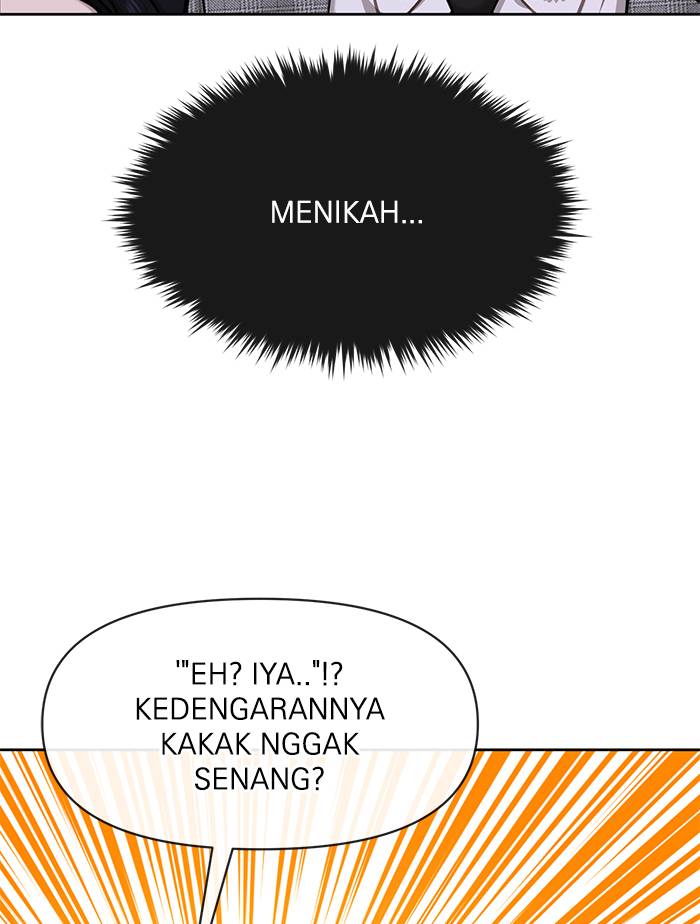 MENIKAH...
'"EH? IYA.."!?
KEDENGARANNYA
KAKAK NGGAK
SENANG?